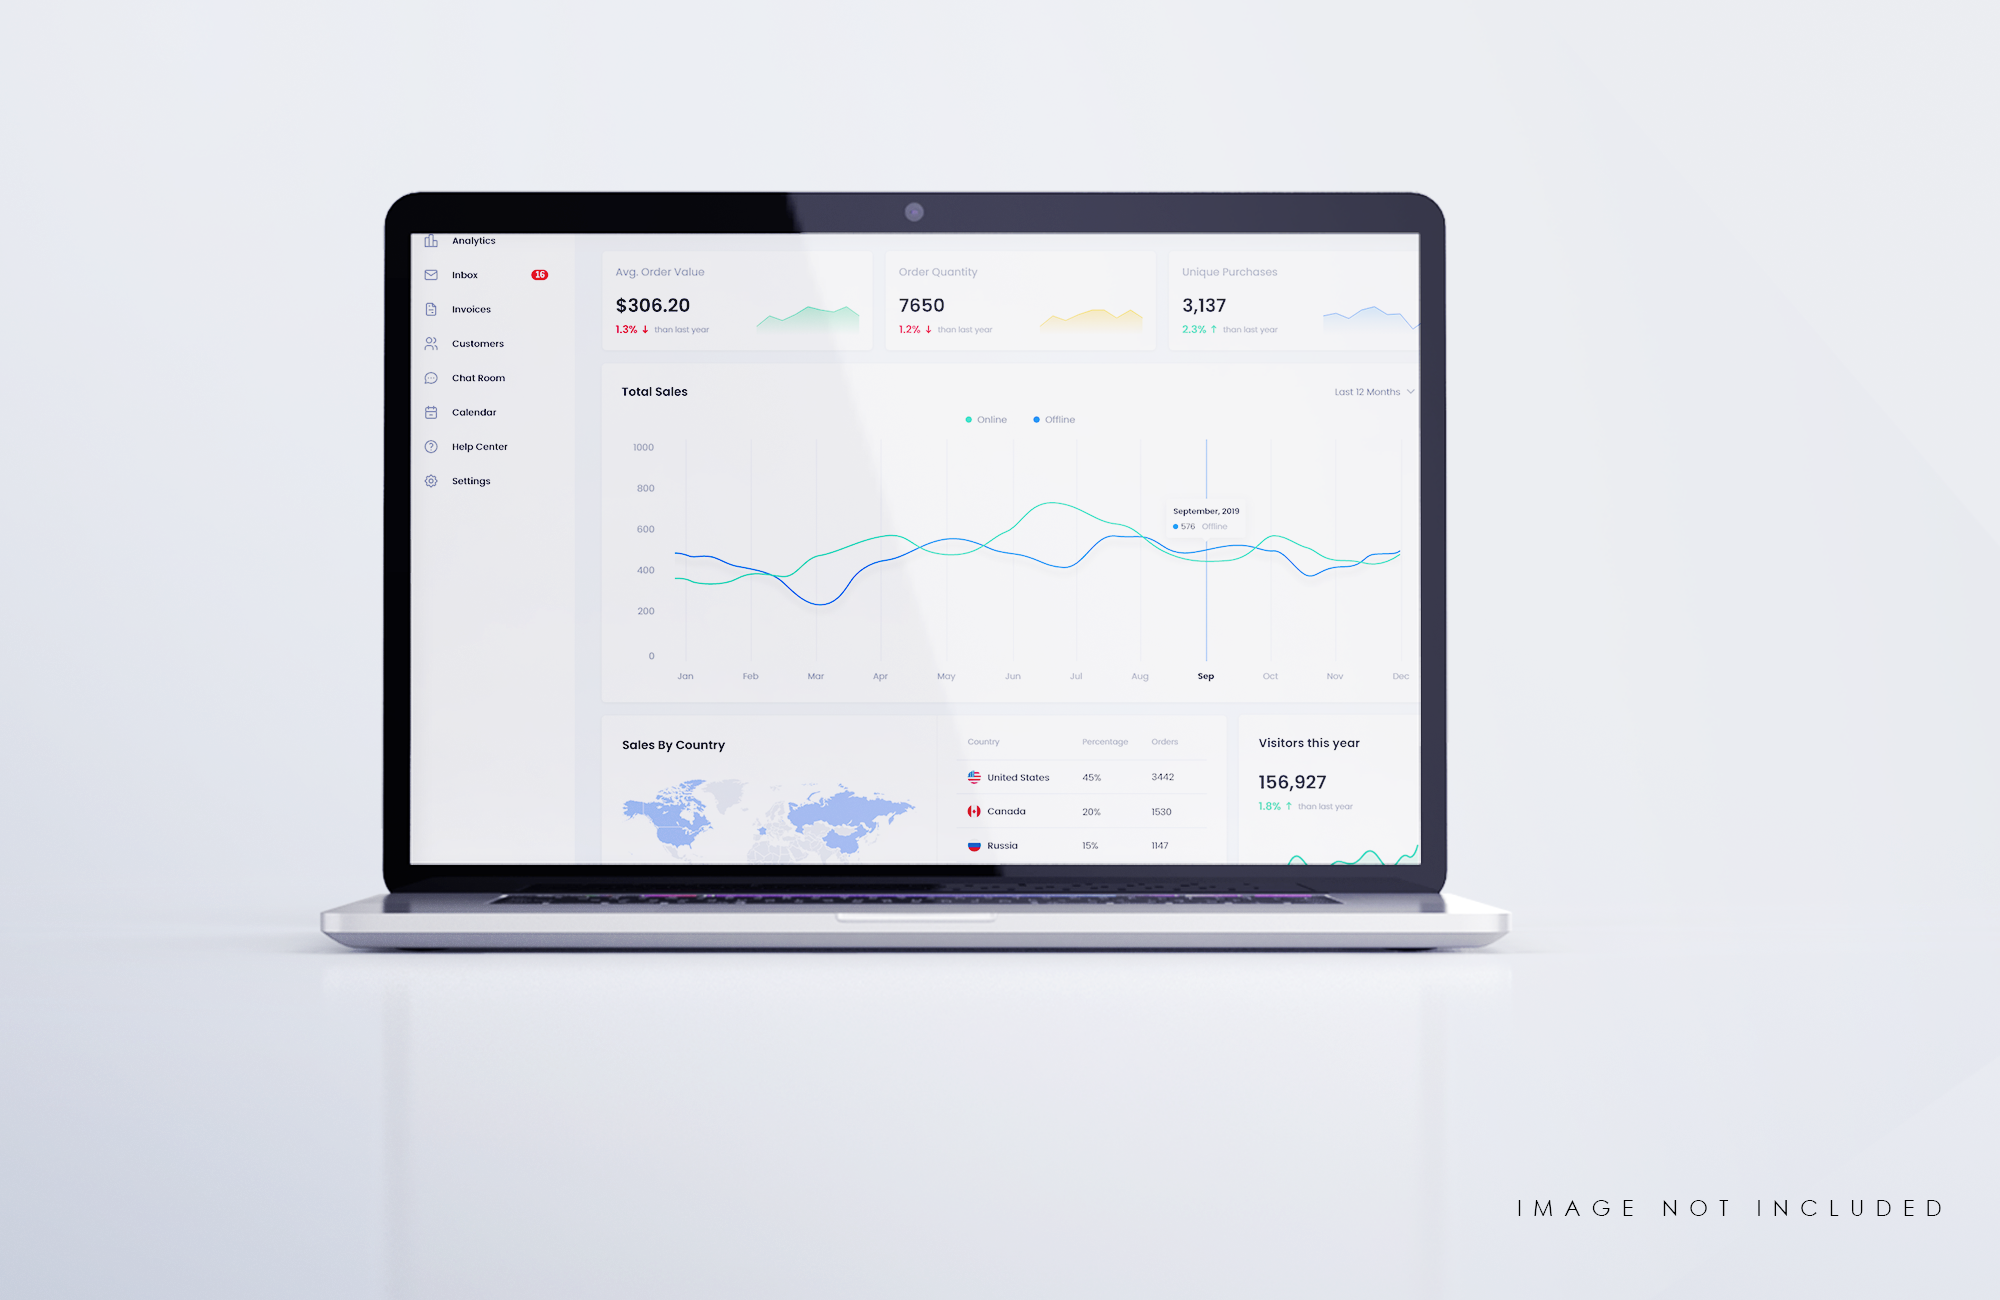 Analytics
Inbox 16
Invoices
Customers
Chat Room
Calendar
Help Center
Settings
Avg. Order Value
$306.20
1.3% ↓ than last year
Order Quantity
7650
1.2% ↓ than last year
Unique Purchases
3,137
2.3% ↑ than last year
Total Sales
Last 12 Months
Online Offline
1000
800
600
400
200
0
September, 2019
576 Offline
Jan Feb Mar Apr May Jun Jul Aug Sep Oct Nov Dec
Sales By Country
Country Percentage Orders
United States 45% 3442
Canada 20% 1530
Russia 15% 1147
Visitors this year
156,927
1.8% ↑ than last year
IMAGE NOT INCLUDED